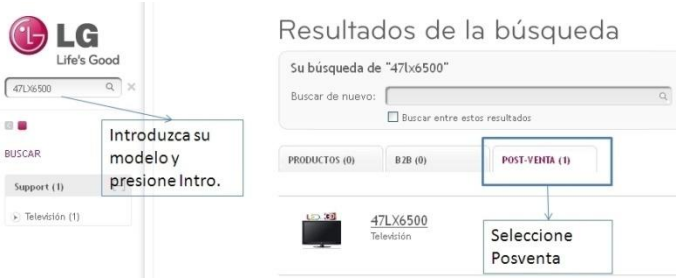 LG
Life's Good
47LX6500
BUSCAR
Support (1)
Televisión (1)
Introduzca su
modelo y
presione Intro.
Resultados de la búsqueda
Su búsqueda de "47lx6500"
Buscar de nuevo:
Buscar entre estos resultados
PRODUCTOS (0)
B2B (0)
POST-VENTA (1)
47LX6500
Televisión
Seleccione
Posventa